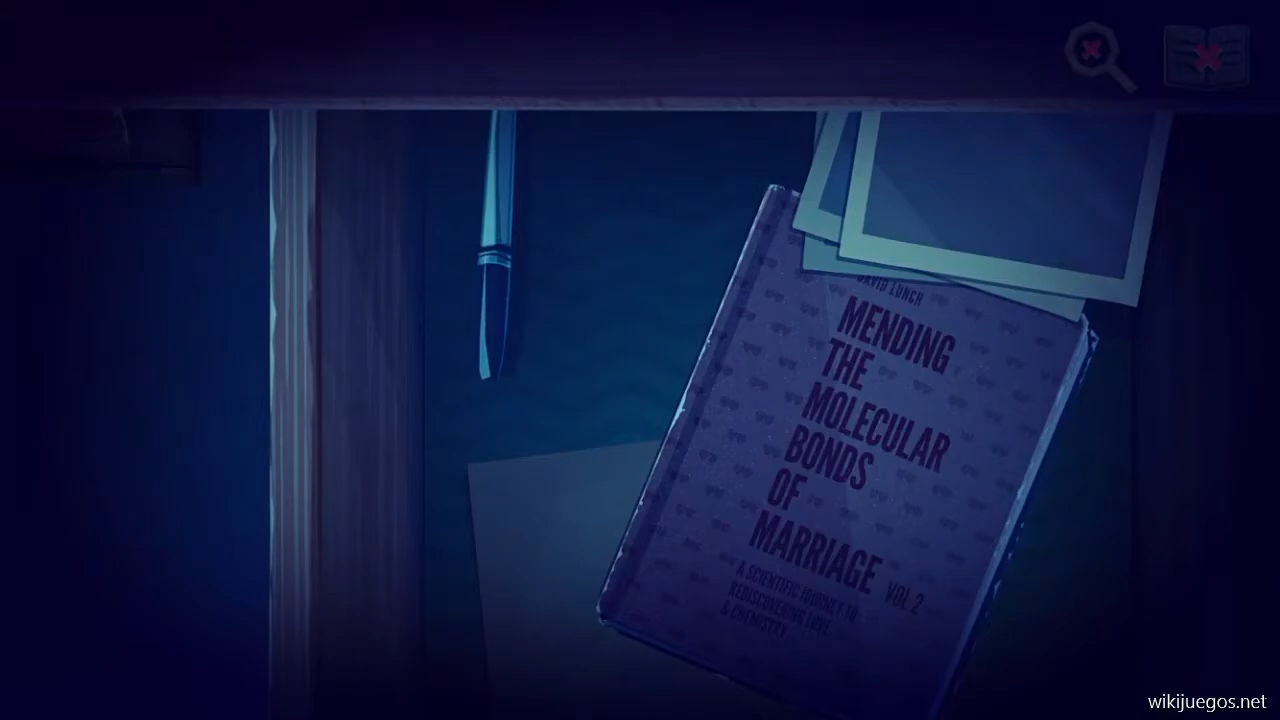 DAVID LUNCH
MENDING
THE
MOLECULAR
BONDS
OF
MARRIAGE VOL 2
A SCIENTIFIC JOURNEY TO
REDISCOVERING LOVE
& CHEMISTRY
wikijuegos.net